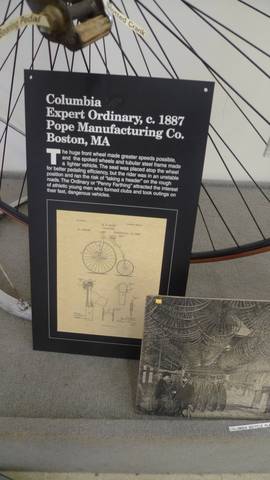 Pedal
Crank
Columbia
Expert Ordinary, c. 1887
Pope Manufacturing Co.
Boston, MA
The huge front wheel made greater speeds possible,
and the spoked wheels and tubular steel frame made
a lighter vehicle. The seat was placed atop the wheel
for better pedaling efficiency, but the rider was in an unstable
position and ran the risk of "taking a header" on the rough
roads. The Ordinary or "Penny Farthing" attracted the interest
of athletic young men who formed clubs and took outings on
their fast, dangerous vehicles.
COLUMBIA BICYCLE